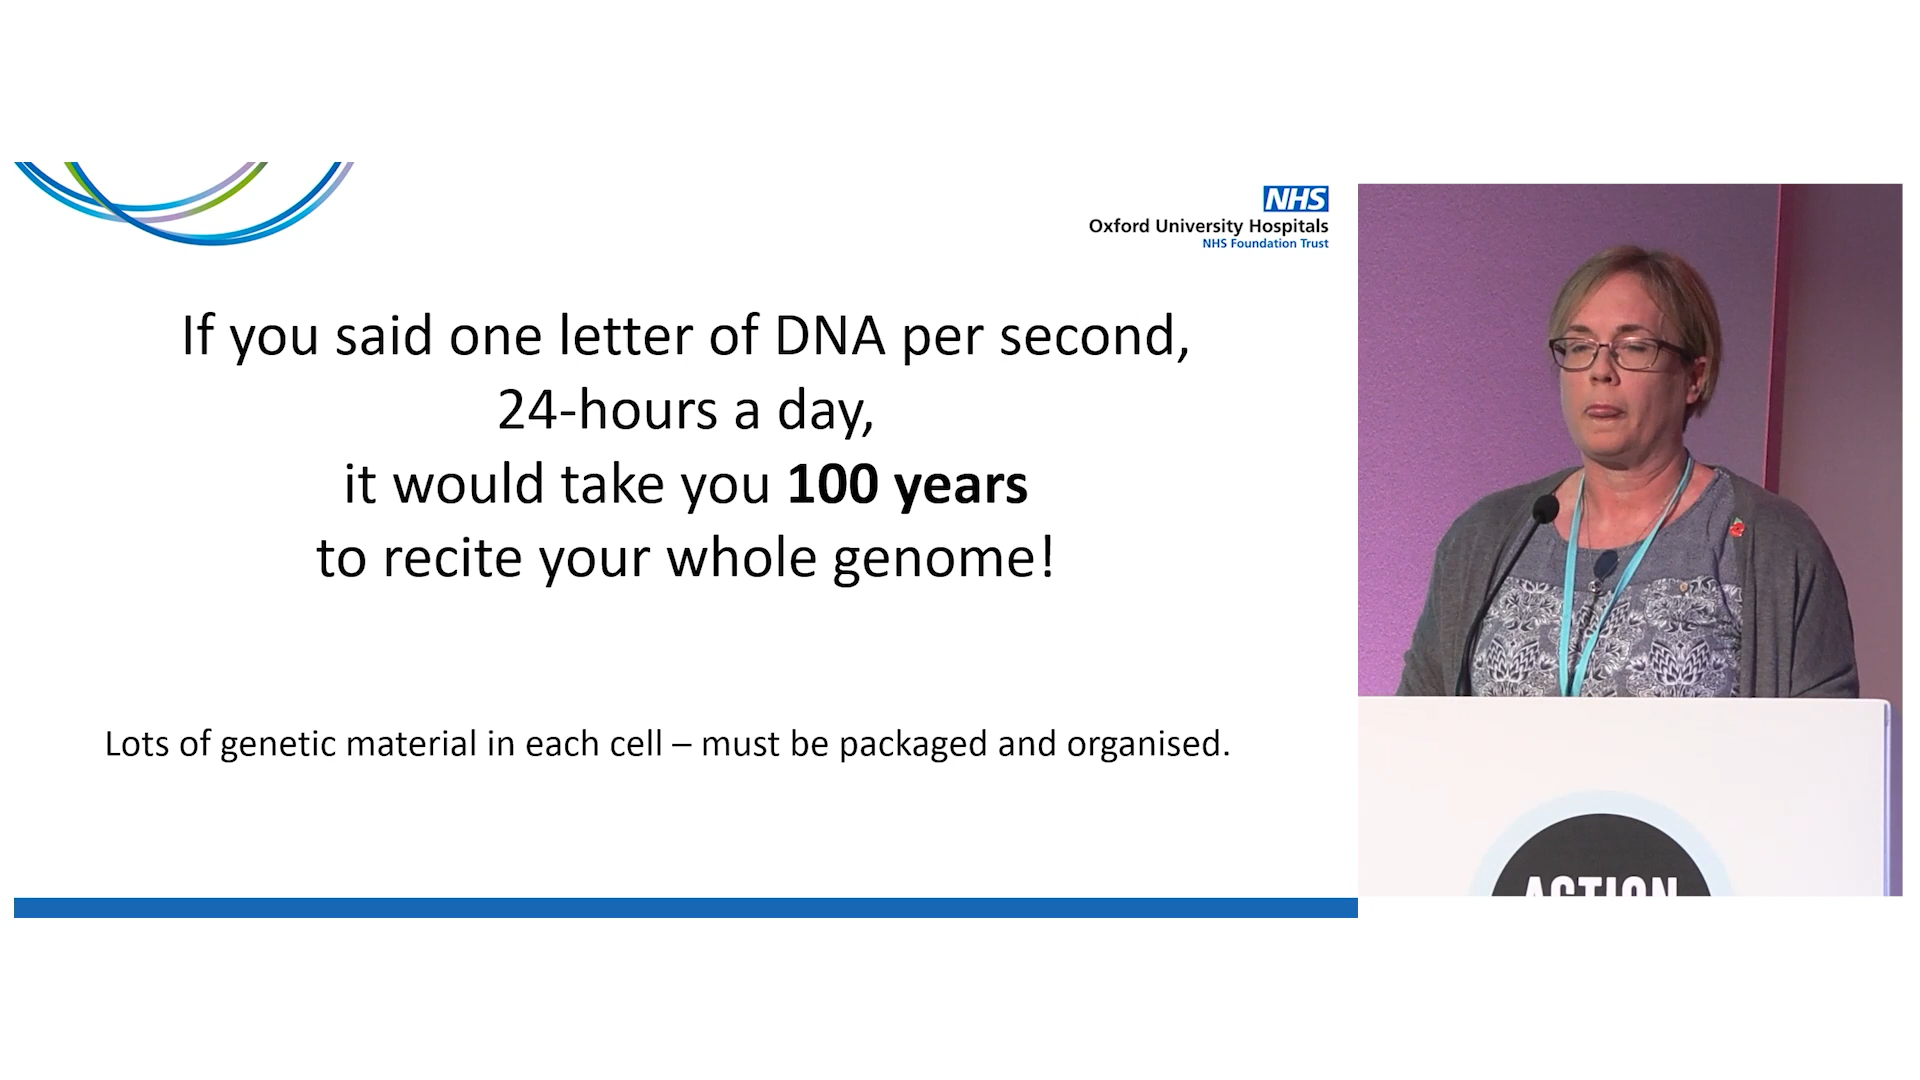 NHS
Oxford University Hospitals
NHS Foundation Trust
If you said one letter of DNA per second,
24-hours a day,
it would take you 100 years
to recite your whole genome!
Lots of genetic material in each cell – must be packaged and organised.
ACTION